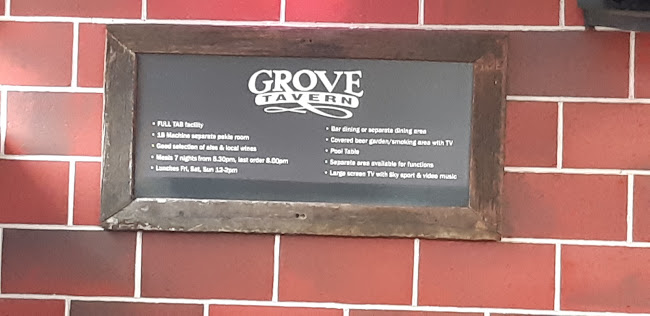 GROVE
TAVERN
• FULL TAB facility
• 18 Machine separate pokie room
• Good selection of ales & local wines
• Meals 7 nights from 5.30pm, last order 8.00pm
• Lunches Fri, Sat, Sun 12-2pm
• Bar dining or separate dining area
• Covered beer garden/smoking area with TV
• Pool Table
• Separate area available for functions
• Large screen TV with Sky sport & video music